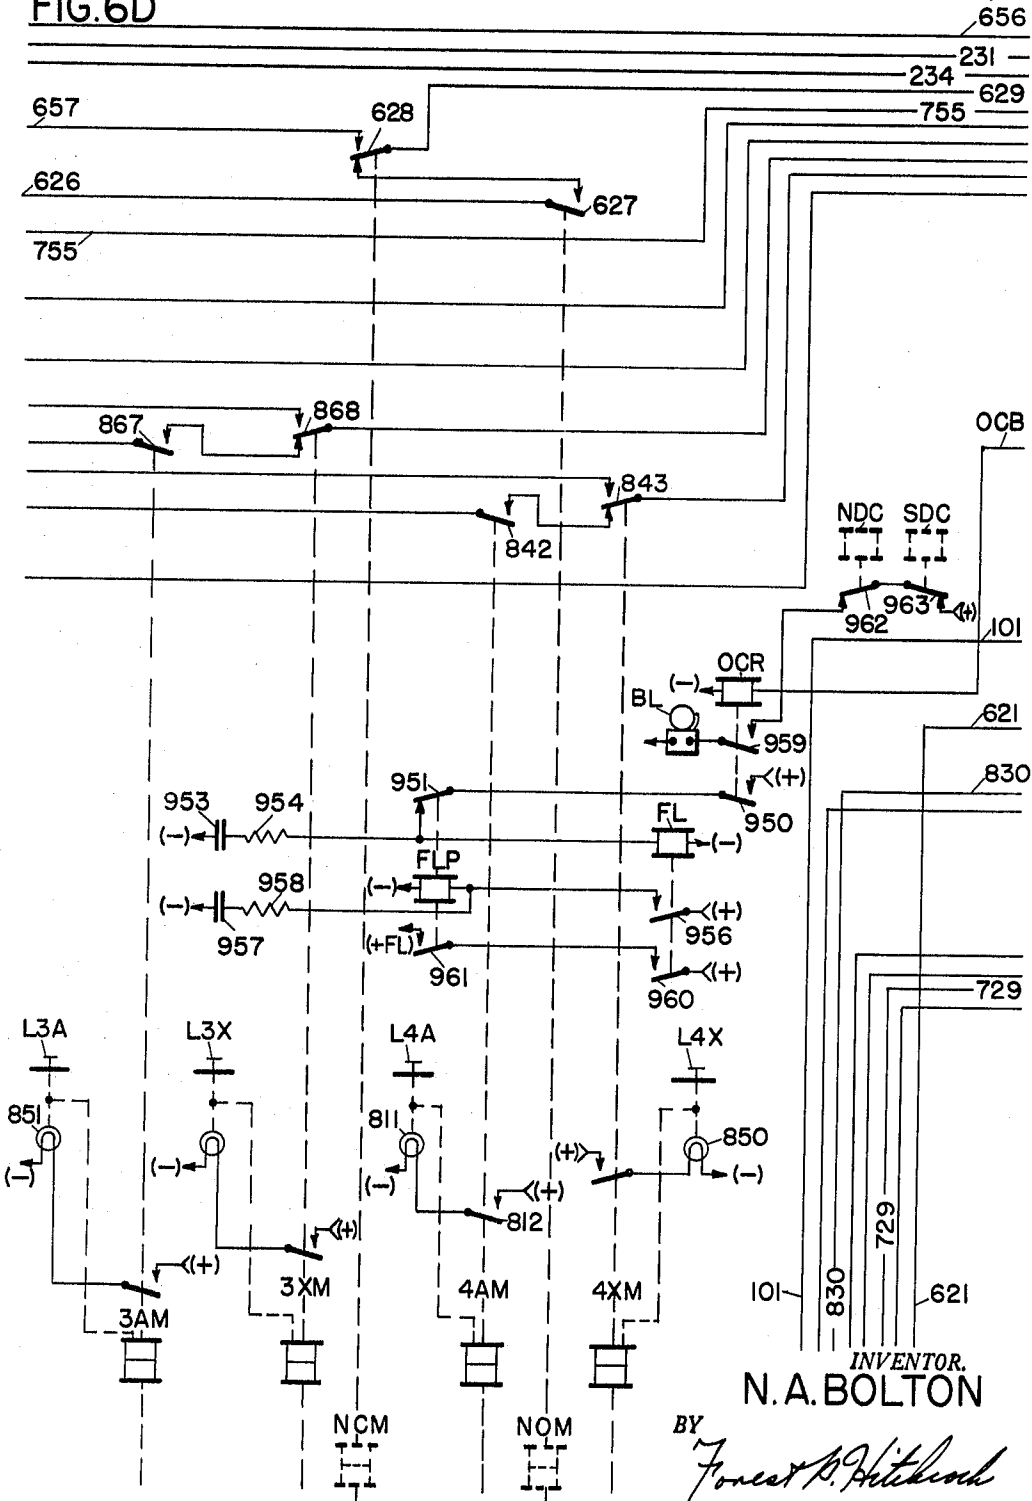 FIG.6D
656
231
234
629
657
628
755
626
627
755
867
868
OCB
843
NDC SDC
842
962 963 (+)
101
OCR
(-)
BL
621
959
951
(+)
830
953 954
950
FL
(-)
(-)
FLP
958
(-)
(-)
(+)
957
956
(+FL)
961
(+)
960
729
L3A L3X L4A L4X
851
811
850
(-)
(-)
(-)
(+)
(-)
(+)
812
729
(+)
(+)
3XM
4AM
4XM
101
830
621
3AM
INVENTOR.
N.A.BOLTON
NCM
NOM
BY
Forest B. Hitchcock